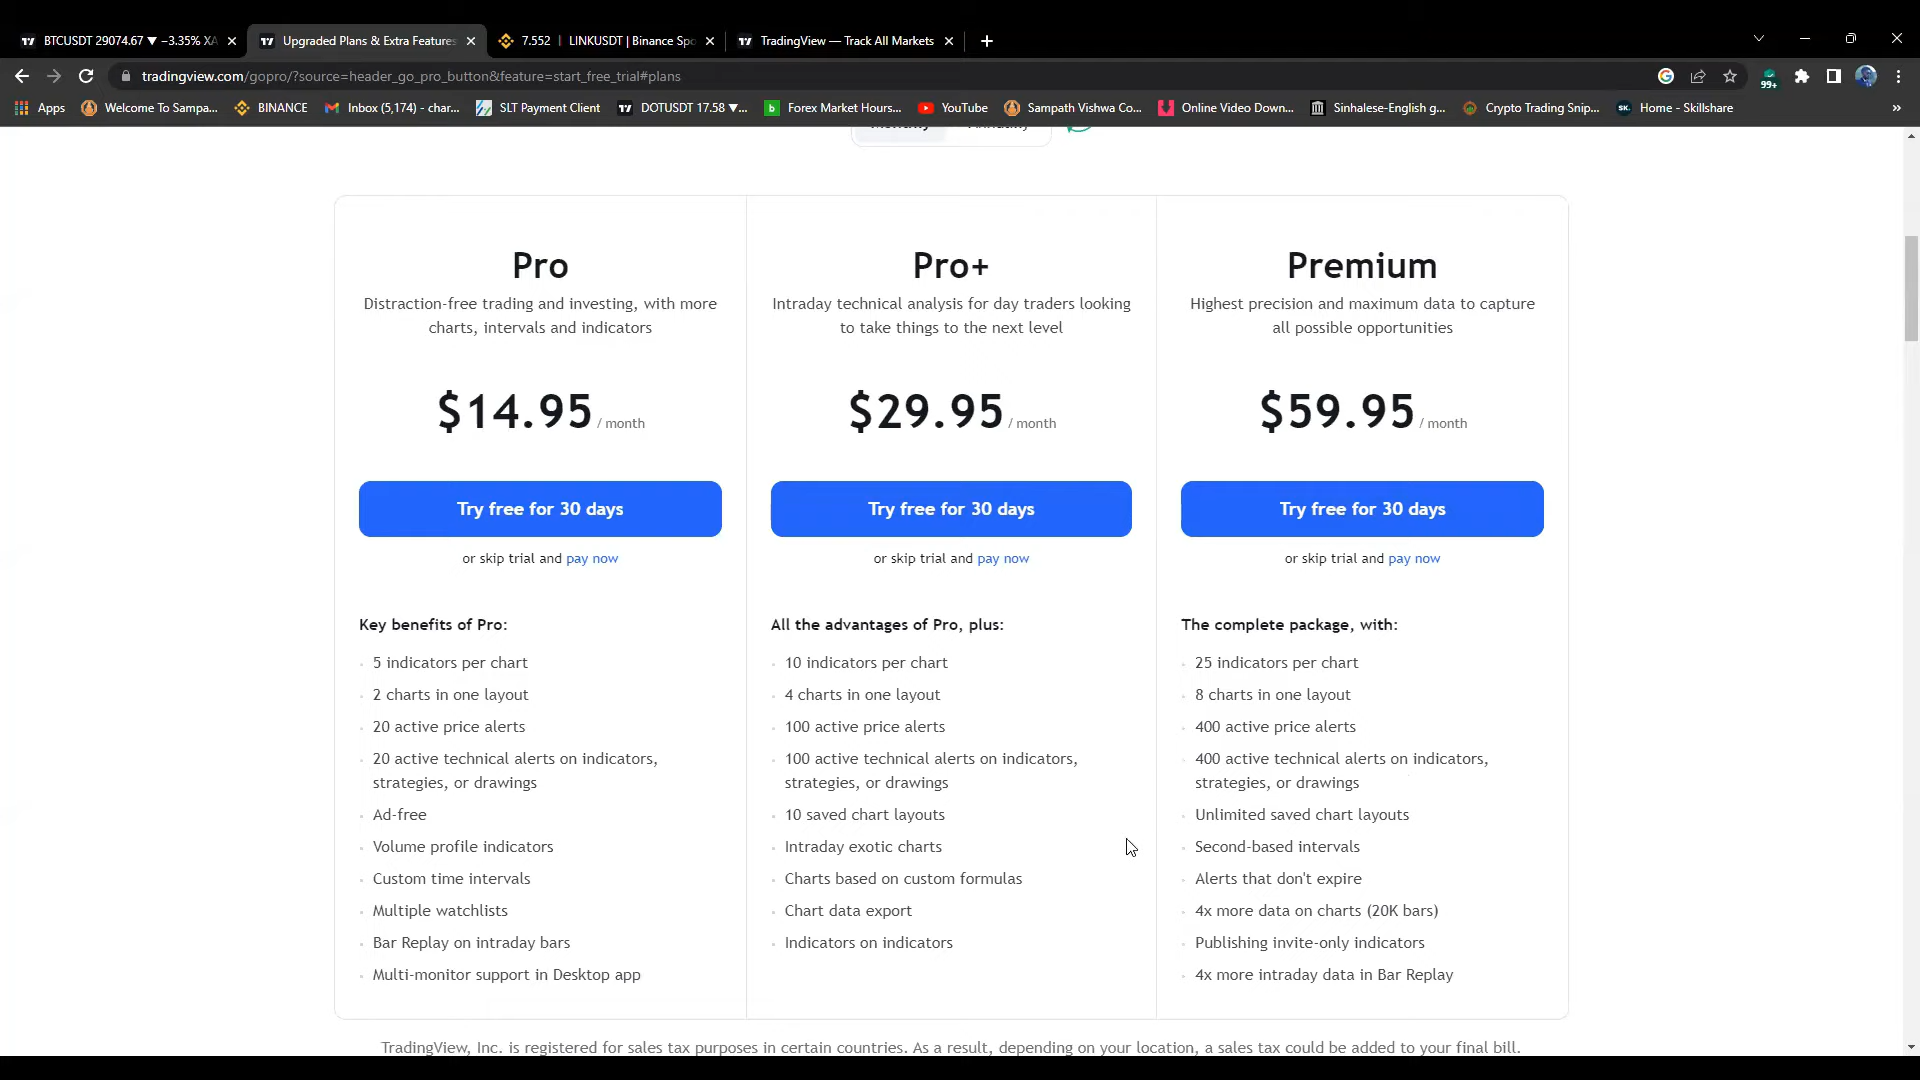 BTCUSDT 29074.67 ▼ −3.35% XA
Upgraded Plans & Extra Features
7.552 | LINKUSDT | Binance Spo
TradingView — Track All Markets
tradingview.com/gopro/?source=header_go_pro_button&feature=start_free_trial#plans
99+
Apps
Welcome To Sampa...
BINANCE
Inbox (5,174) - char...
SLT Payment Client
DOTUSDT 17.58 ▼...
Forex Market Hours...
YouTube
Sampath Vishwa Co...
Online Video Down...
Sinhalese-English g...
Crypto Trading Snip...
Home - Skillshare
»
Monthly Annually
Pro
Distraction-free trading and investing, with more
charts, intervals and indicators
$14.95 / month
Try free for 30 days
or skip trial and pay now
Key benefits of Pro:
5 indicators per chart
2 charts in one layout
20 active price alerts
20 active technical alerts on indicators,
strategies, or drawings
Ad-free
Volume profile indicators
Custom time intervals
Multiple watchlists
Bar Replay on intraday bars
Multi-monitor support in Desktop app
Pro+
Intraday technical analysis for day traders looking
to take things to the next level
$29.95 / month
Try free for 30 days
or skip trial and pay now
All the advantages of Pro, plus:
10 indicators per chart
4 charts in one layout
100 active price alerts
100 active technical alerts on indicators,
strategies, or drawings
10 saved chart layouts
Intraday exotic charts
Charts based on custom formulas
Chart data export
Indicators on indicators
Premium
Highest precision and maximum data to capture
all possible opportunities
$59.95 / month
Try free for 30 days
or skip trial and pay now
The complete package, with:
25 indicators per chart
8 charts in one layout
400 active price alerts
400 active technical alerts on indicators,
strategies, or drawings
Unlimited saved chart layouts
Second-based intervals
Alerts that don't expire
4x more data on charts (20K bars)
Publishing invite-only indicators
4x more intraday data in Bar Replay
TradingView, Inc. is registered for sales tax purposes in certain countries. As a result, depending on your location, a sales tax could be added to your final bill.